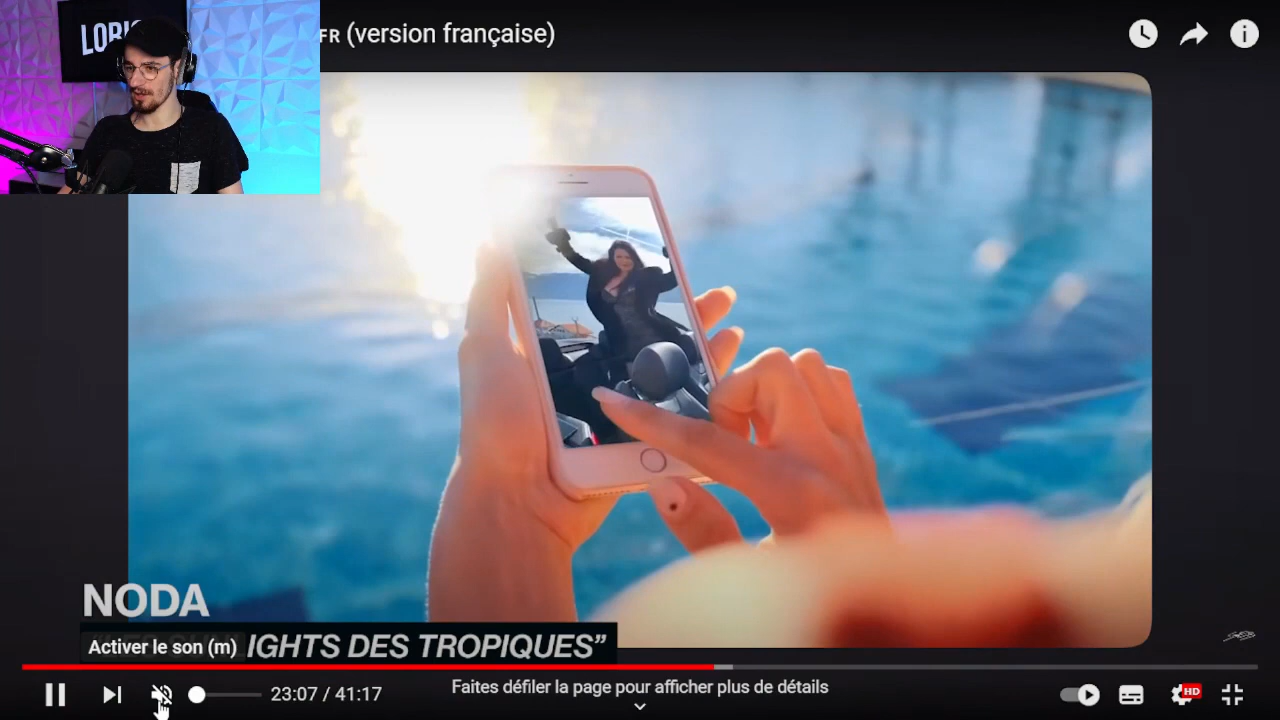 LORIS
FR (version française)
NODA
IGHTS DES TROPIQUES”
Activer le son (m)
23:07 / 41:17
Faites défiler la page pour afficher plus de détails
HD